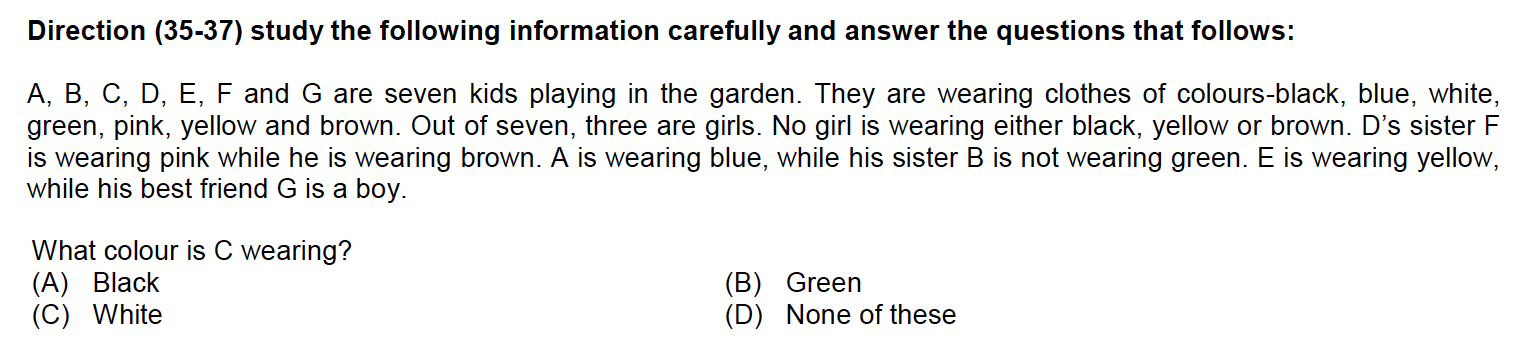 Direction (35-37) study the following information carefully and answer the questions that follows:
A, B, C, D, E, F and G are seven kids playing in the garden. They are wearing clothes of colours-black, blue, white,
green, pink, yellow and brown. Out of seven, three are girls. No girl is wearing either black, yellow or brown. D’s sister F
is wearing pink while he is wearing brown. A is wearing blue, while his sister B is not wearing green. E is wearing yellow,
while his best friend G is a boy.
What colour is C wearing?
(A) Black (B) Green
(C) White (D) None of these